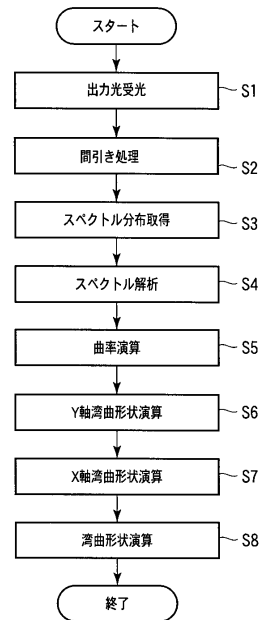 スタート
出力光受光 S1
間引き処理 S2
スペクトル分布取得 S3
スペクトル解析 S4
曲率演算 S5
Y軸湾曲形状演算 S6
X軸湾曲形状演算 S7
湾曲形状演算 S8
終了